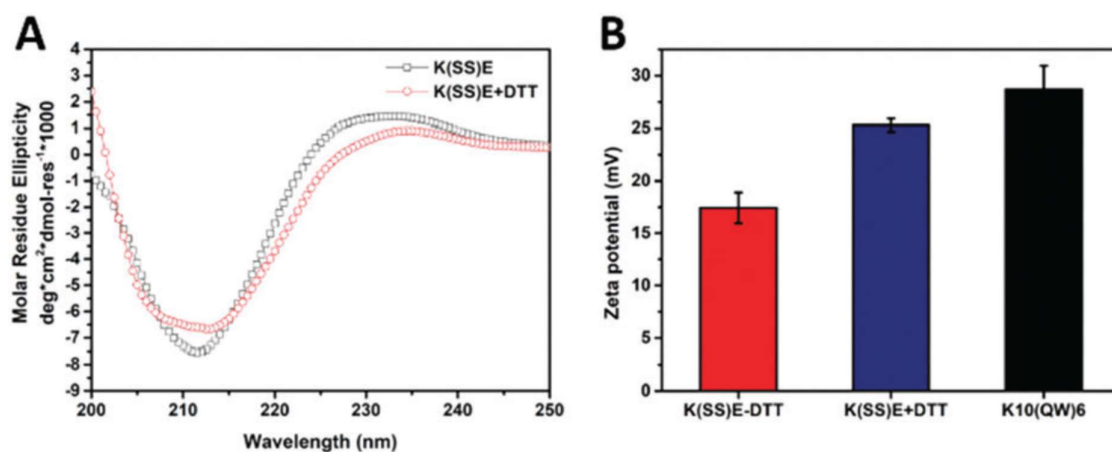 A
Molar Residue Ellipticity
deg*cm²*dmol-res⁻¹*1000
4
3
2
1
0
-1
-2
-3
-4
-5
-6
-7
-8
-9
K(SS)E
K(SS)E+DTT
200 210 220 230 240 250
Wavelength (nm)
B
Zeta potential (mV)
30
25
20
15
10
5
0
K(SS)E-DTT K(SS)E+DTT K10(QW)6